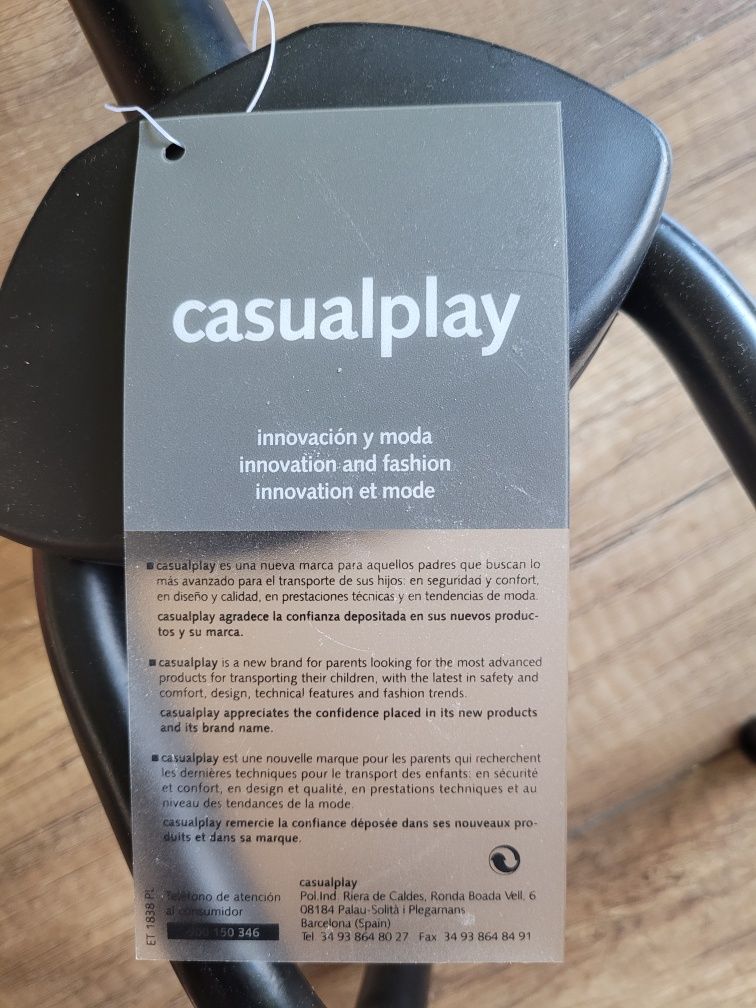 casualplay
innovación y moda
innovation and fashion
innovation et mode
casualplay es una nueva marca para aquellos padres que buscan lo
más avanzado para el transporte de sus hijos: en seguridad y confort,
en diseño y calidad, en prestaciones técnicas y en tendencias de moda.
casualplay agradece la confianza depositada en sus nuevos produc-
tos y su marca.
casualplay is a new brand for parents looking for the most advanced
products for transporting their children, with the latest in safety and
comfort, design, technical features and fashion trends.
casualplay appreciates the confidence placed in its new products
and its brand name.
casualplay est une nouvelle marque pour les parents qui recherchent
les dernières techniques pour le transport des enfants: en sécurité
et confort, en design et qualité, en prestations techniques et au
niveau des tendances de la mode.
casualplay remercie la confiance déposée dans ses nouveaux pro-
duits et dans sa marque.
ET 1838 PL
Teléfono de atención
al consumidor
900 150 346
casualplay
Pol.Ind. Riera de Caldes, Ronda Boada Vell, 6
08184 Palau-Solità i Plegamans
Barcelona (Spain)
Tel. 34 93 864 80 27 Fax 34 93 864 84 91